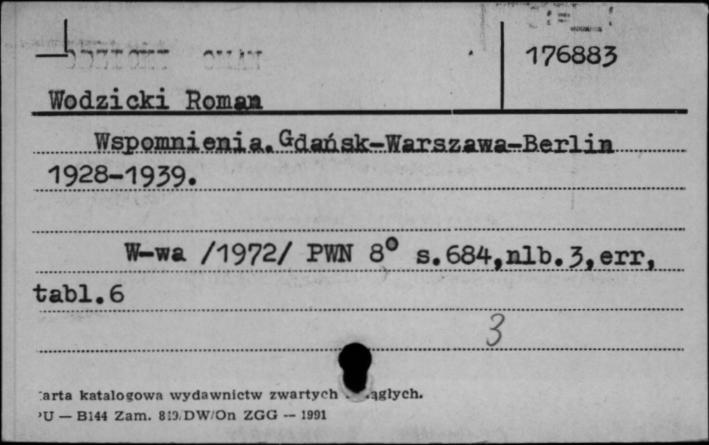 176883
Wodzicki Roman
Wspomnienia. Gdańsk-Warszawa-Berlin
1928-1939.
W-wa /1972/ PWN 8° s.684,nlb.3,err,
tabl.6
3
arta katalogowa wydawnictw zwartych ągłych.
U — B144 Zam. 819/DW/On ZGG — 1991